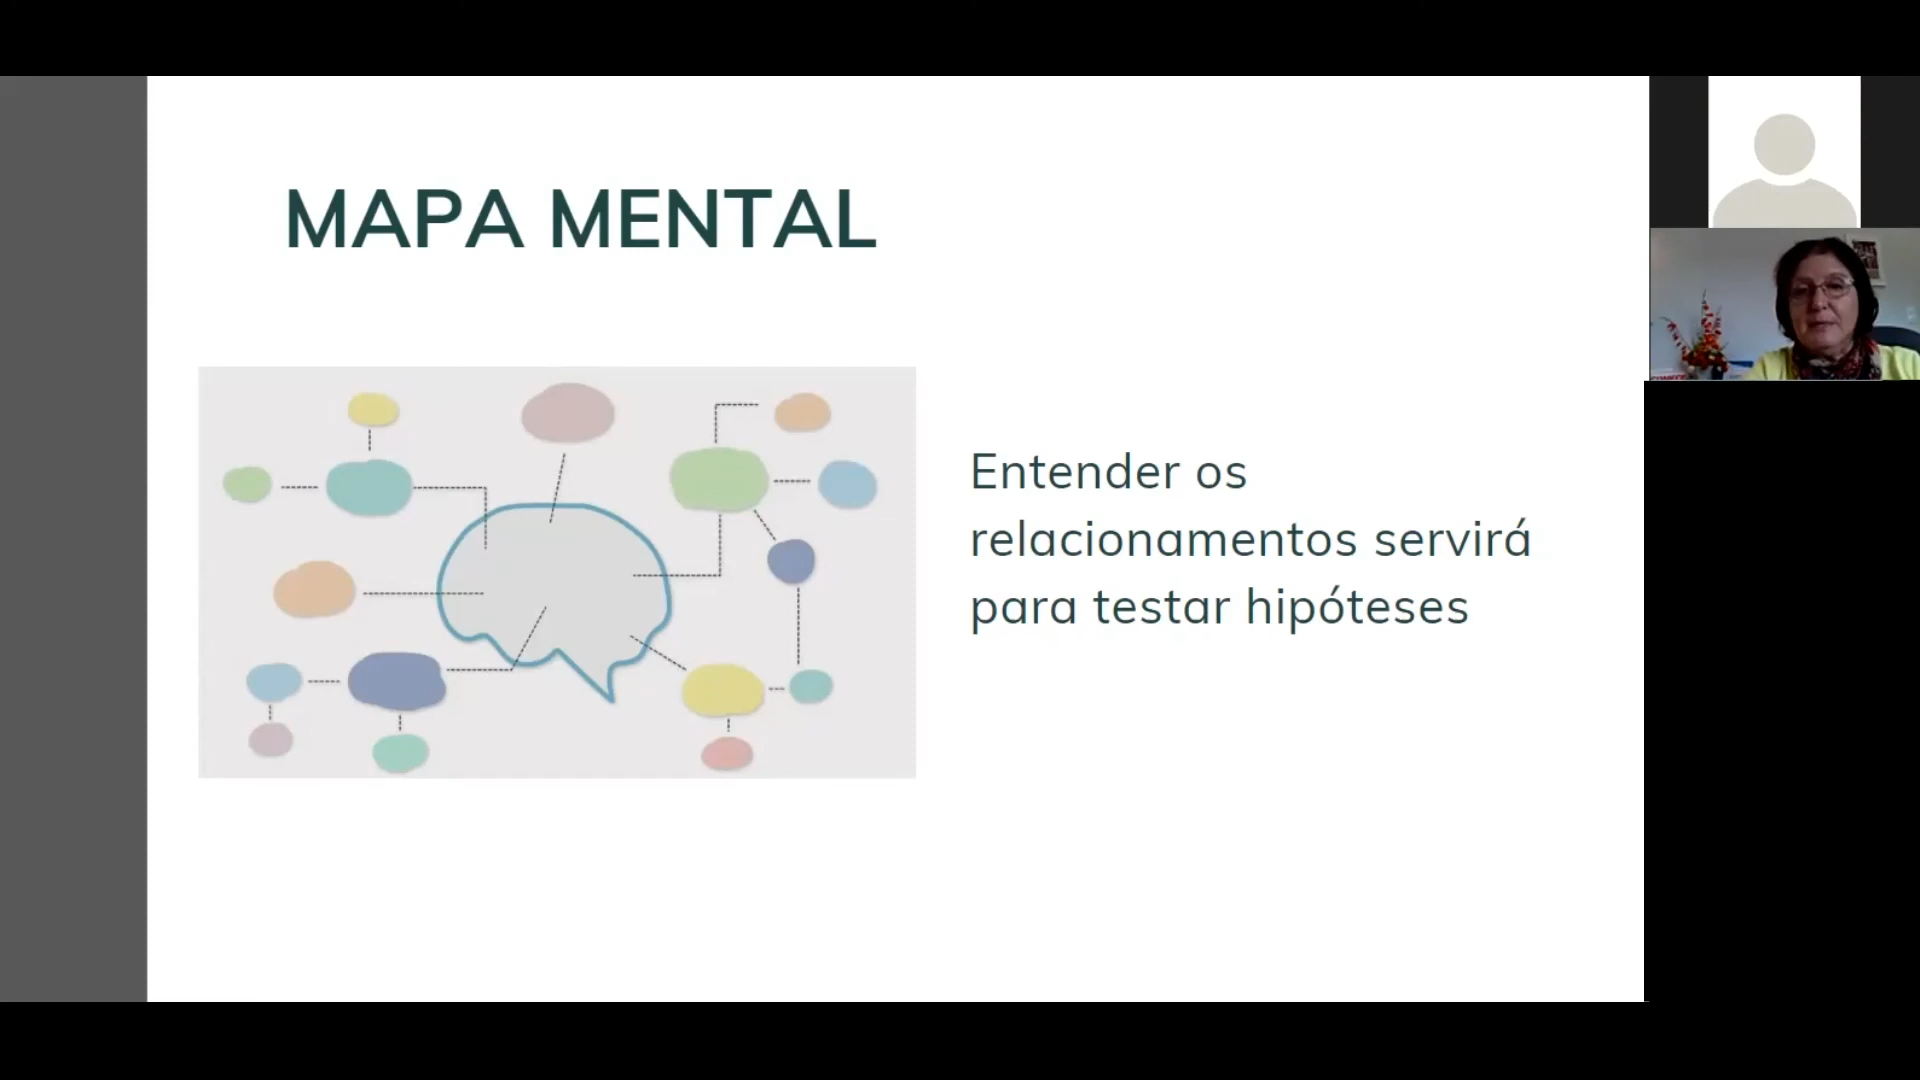 MAPA MENTAL
Entender os
relacionamentos servirá
para testar hipóteses